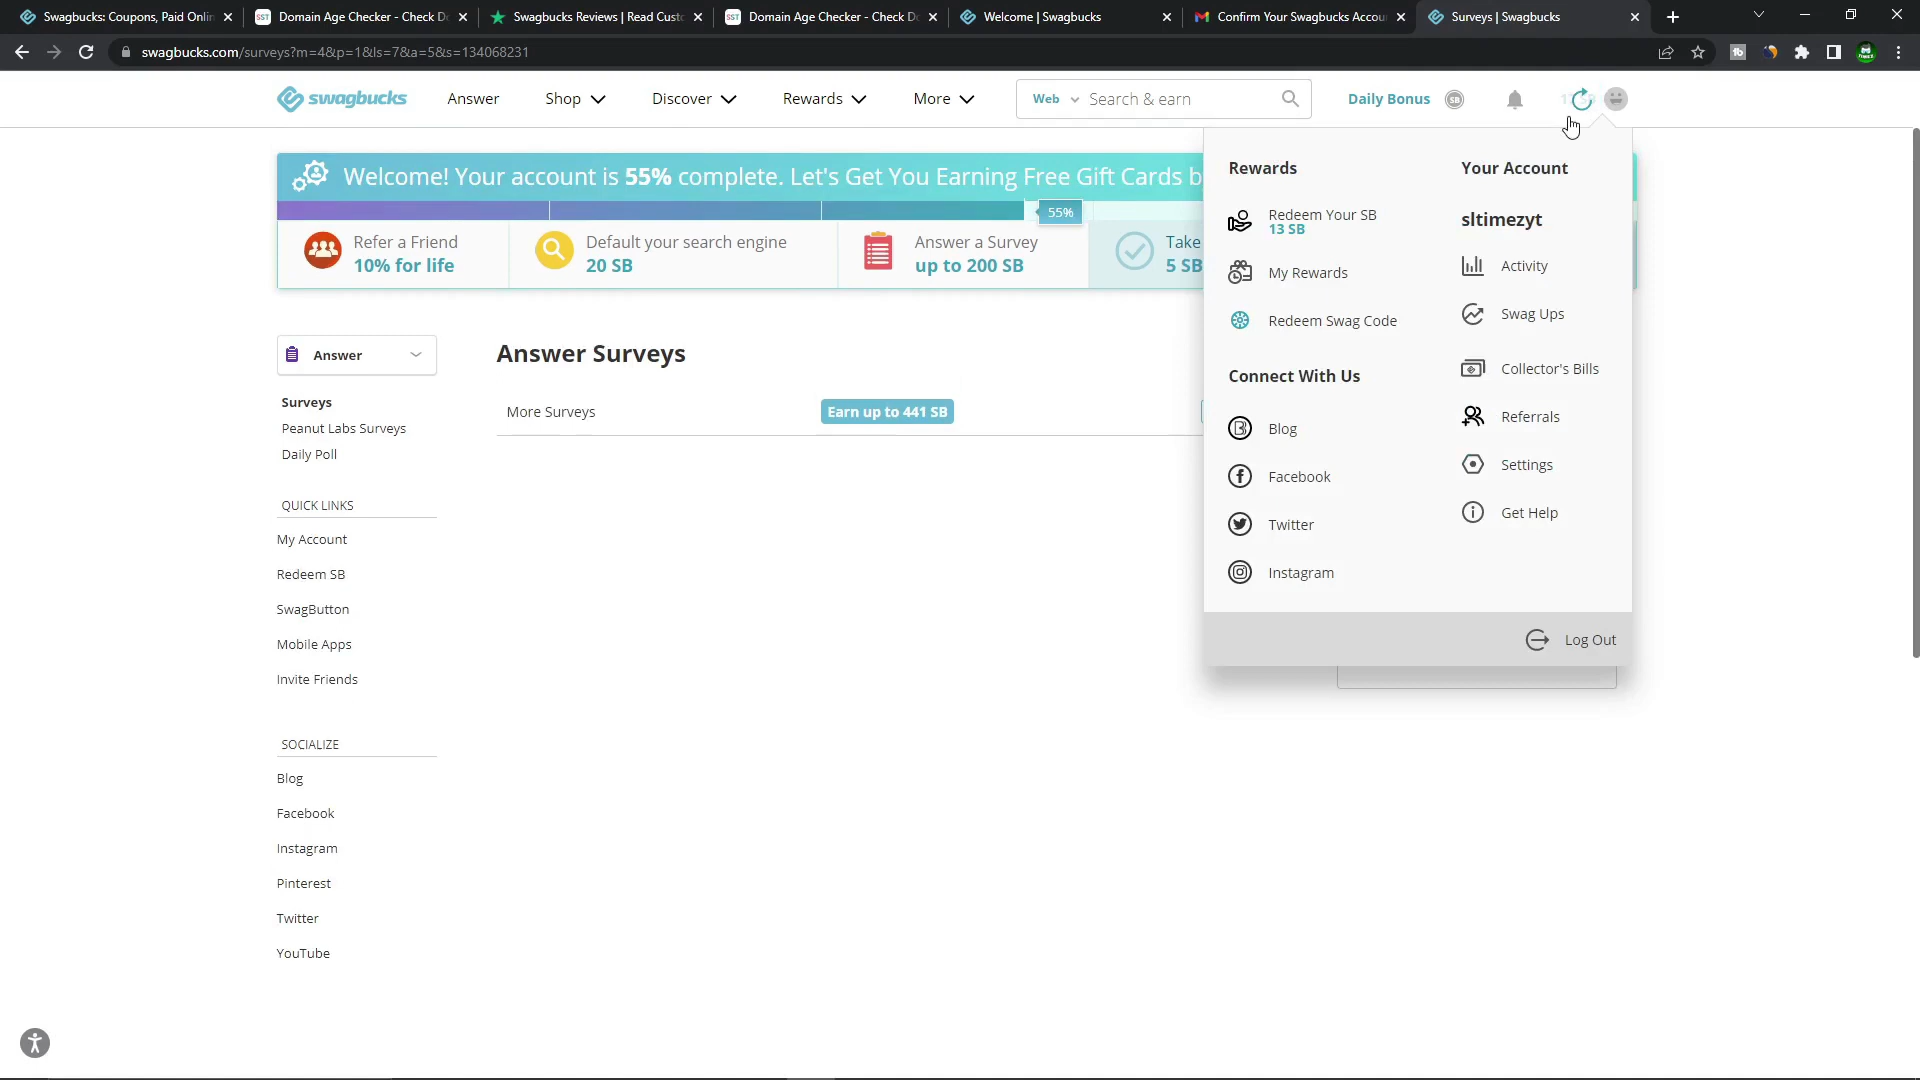 Swagbucks: Coupons, Paid Onlin
Domain Age Checker - Check Do
Swagbucks Reviews | Read Custo
Domain Age Checker - Check Do
Welcome | Swagbucks
Confirm Your Swagbucks Accou
Surveys | Swagbucks
swagbucks.com/surveys?m=4&p=1&ls=7&a=5&s=134068231
swagbucks
Answer
Shop
Discover
Rewards
More
Web
Search & earn
Daily Bonus
SB
Welcome! Your account is 55% complete. Let's Get You Earning Free Gift Cards b
55%
Refer a Friend
10% for life
Default your search engine
20 SB
Answer a Survey
up to 200 SB
Take
5 SB
Rewards
Redeem Your SB
13 SB
My Rewards
Redeem Swag Code
Connect With Us
Blog
Facebook
Twitter
Instagram
Your Account
sltimezyt
Activity
Swag Ups
Collector's Bills
Referrals
Settings
Get Help
Log Out
Answer
Surveys
Peanut Labs Surveys
Daily Poll
QUICK LINKS
My Account
Redeem SB
SwagButton
Mobile Apps
Invite Friends
SOCIALIZE
Blog
Facebook
Instagram
Pinterest
Twitter
YouTube
Answer Surveys
More Surveys
Earn up to 441 SB